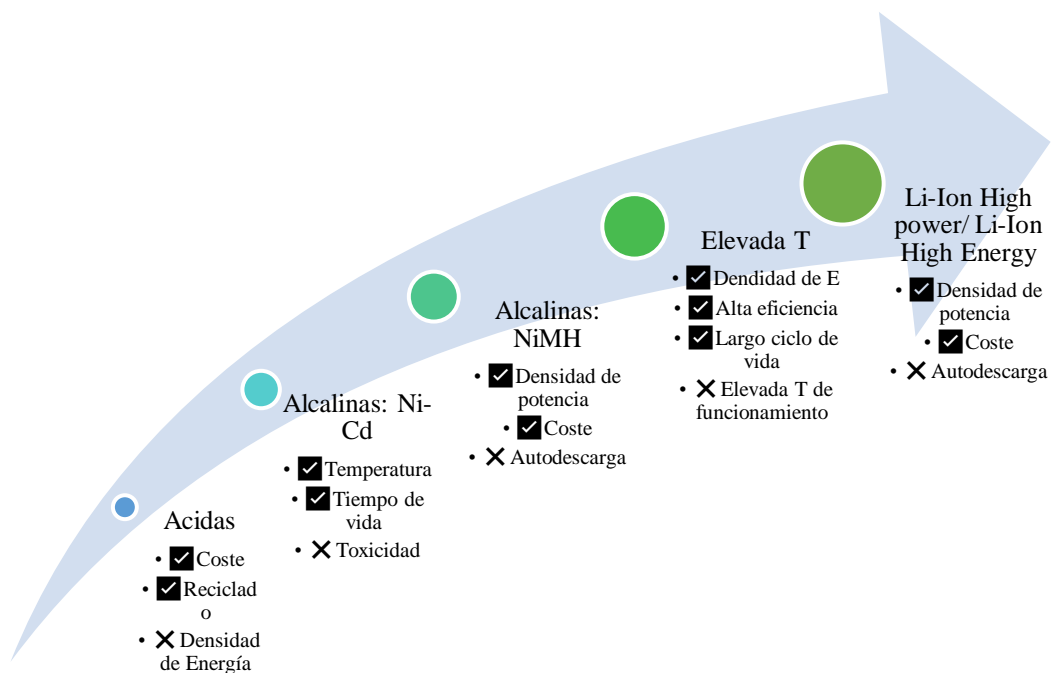 Acidas
• ☑ Coste
• ☑ Reciclad
o
• ✕ Densidad
de Energía
Alcalinas: Ni-
Cd
• ☑ Temperatura
• ☑ Tiempo de
vida
• ✕ Toxicidad
Alcalinas:
NiMH
• ☑ Densidad de
potencia
• ☑ Coste
• ✕ Autodescarga
Elevada T
• ☑ Dendidad de E
• ☑ Alta eficiencia
• ☑ Largo ciclo de
vida
• ✕ Elevada T de
funcionamiento
Li-Ion High
power/ Li-Ion
High Energy
• ☑ Densidad de
potencia
• ☑ Coste
• ✕ Autodescarga